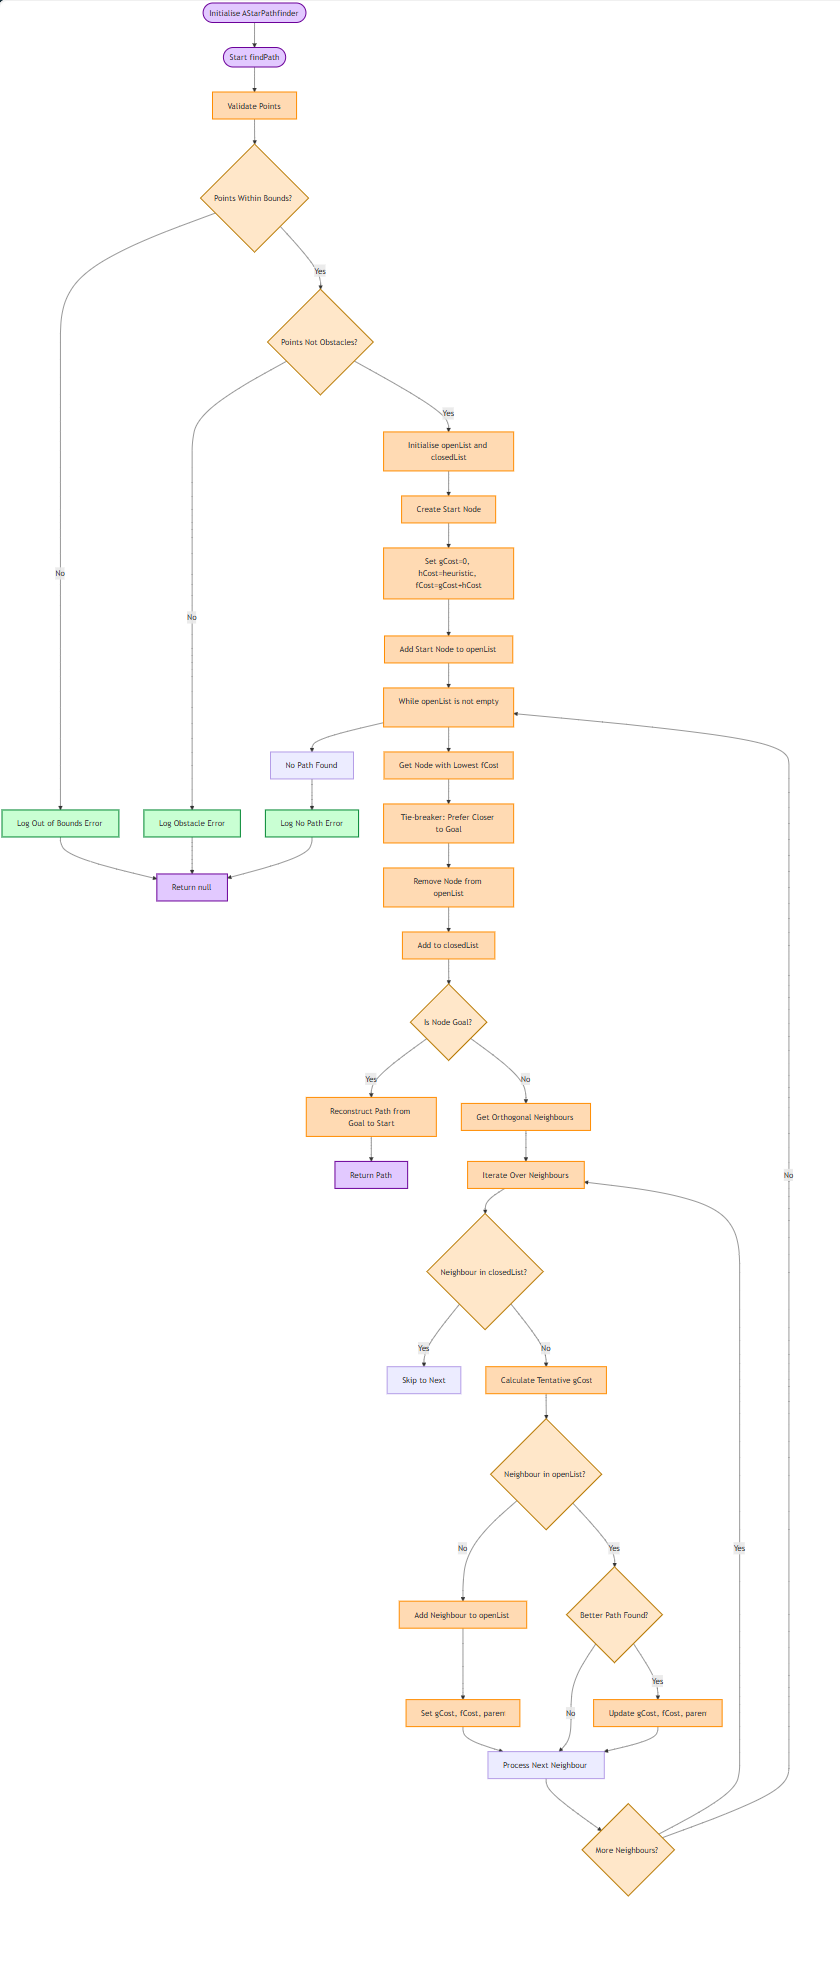 Initialise AStarPathfinder
Start findPath
Validate Points
Points Within Bounds?
Yes
Points Not Obstacles?
Yes
Initialise openList and
closedList
Create Start Node
Set gCost=0,
hCost=heuristic,
fCost=gCost+hCost
No
No
Add Start Node to openList
While openList is not empty
No Path Found
Get Node with Lowest fCost
Log Out of Bounds Error
Log Obstacle Error
Log No Path Error
Tie-breaker: Prefer Closer
to Goal
Return null
Remove Node from
openList
Add to closedList
Is Node Goal?
Yes
No
Reconstruct Path from
Goal to Start
Get Orthogonal Neighbours
Return Path
Iterate Over Neighbours
No
Neighbour in closedList?
Yes
No
Skip to Next
Calculate Tentative gCost
Neighbour in openList?
No
Yes
Yes
Add Neighbour to openList
Better Path Found?
Yes
No
Set gCost, fCost, paren
Update gCost, fCost, paren
Process Next Neighbour
More Neighbours?